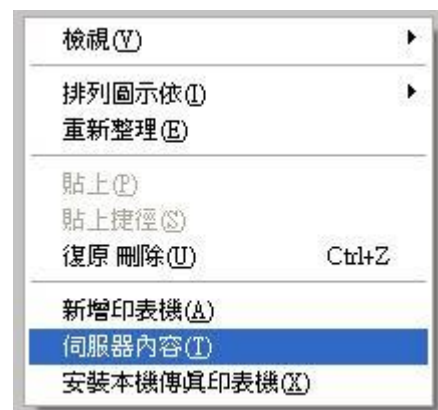 檢視(V)
排列圖示依(I)
重新整理(E)
貼上(P)
貼上捷徑(S)
復原 刪除(U) Ctrl+Z
新增印表機(A)
伺服器內容(T)
安裝本機傳真印表機(X)